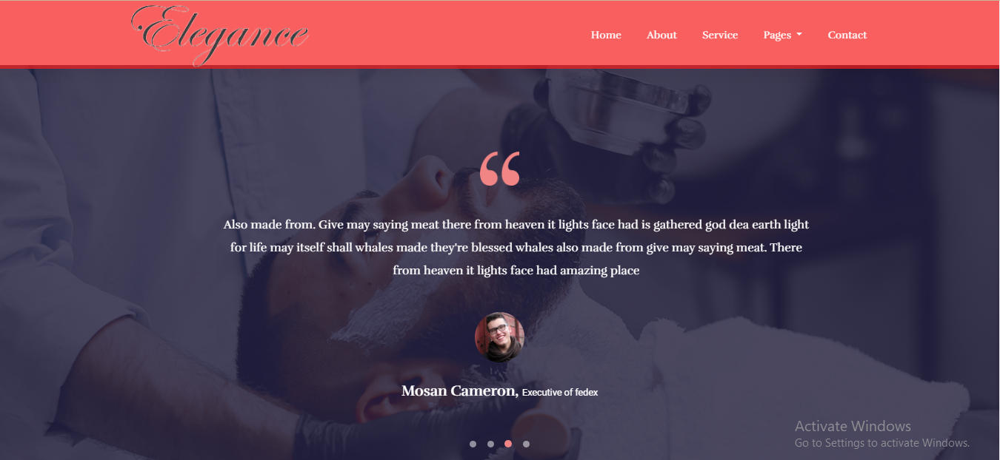 Elegance
Home About Service Pages Contact
“
Also made from. Give may saying meat there from heaven it lights face had is gathered god dea earth light
for life may itself shall whales made they're blessed whales also made from give may saying meat. There
from heaven it lights face had amazing place
Mosan Cameron, Executive of fedex
Activate Windows
Go to Settings to activate Windows.